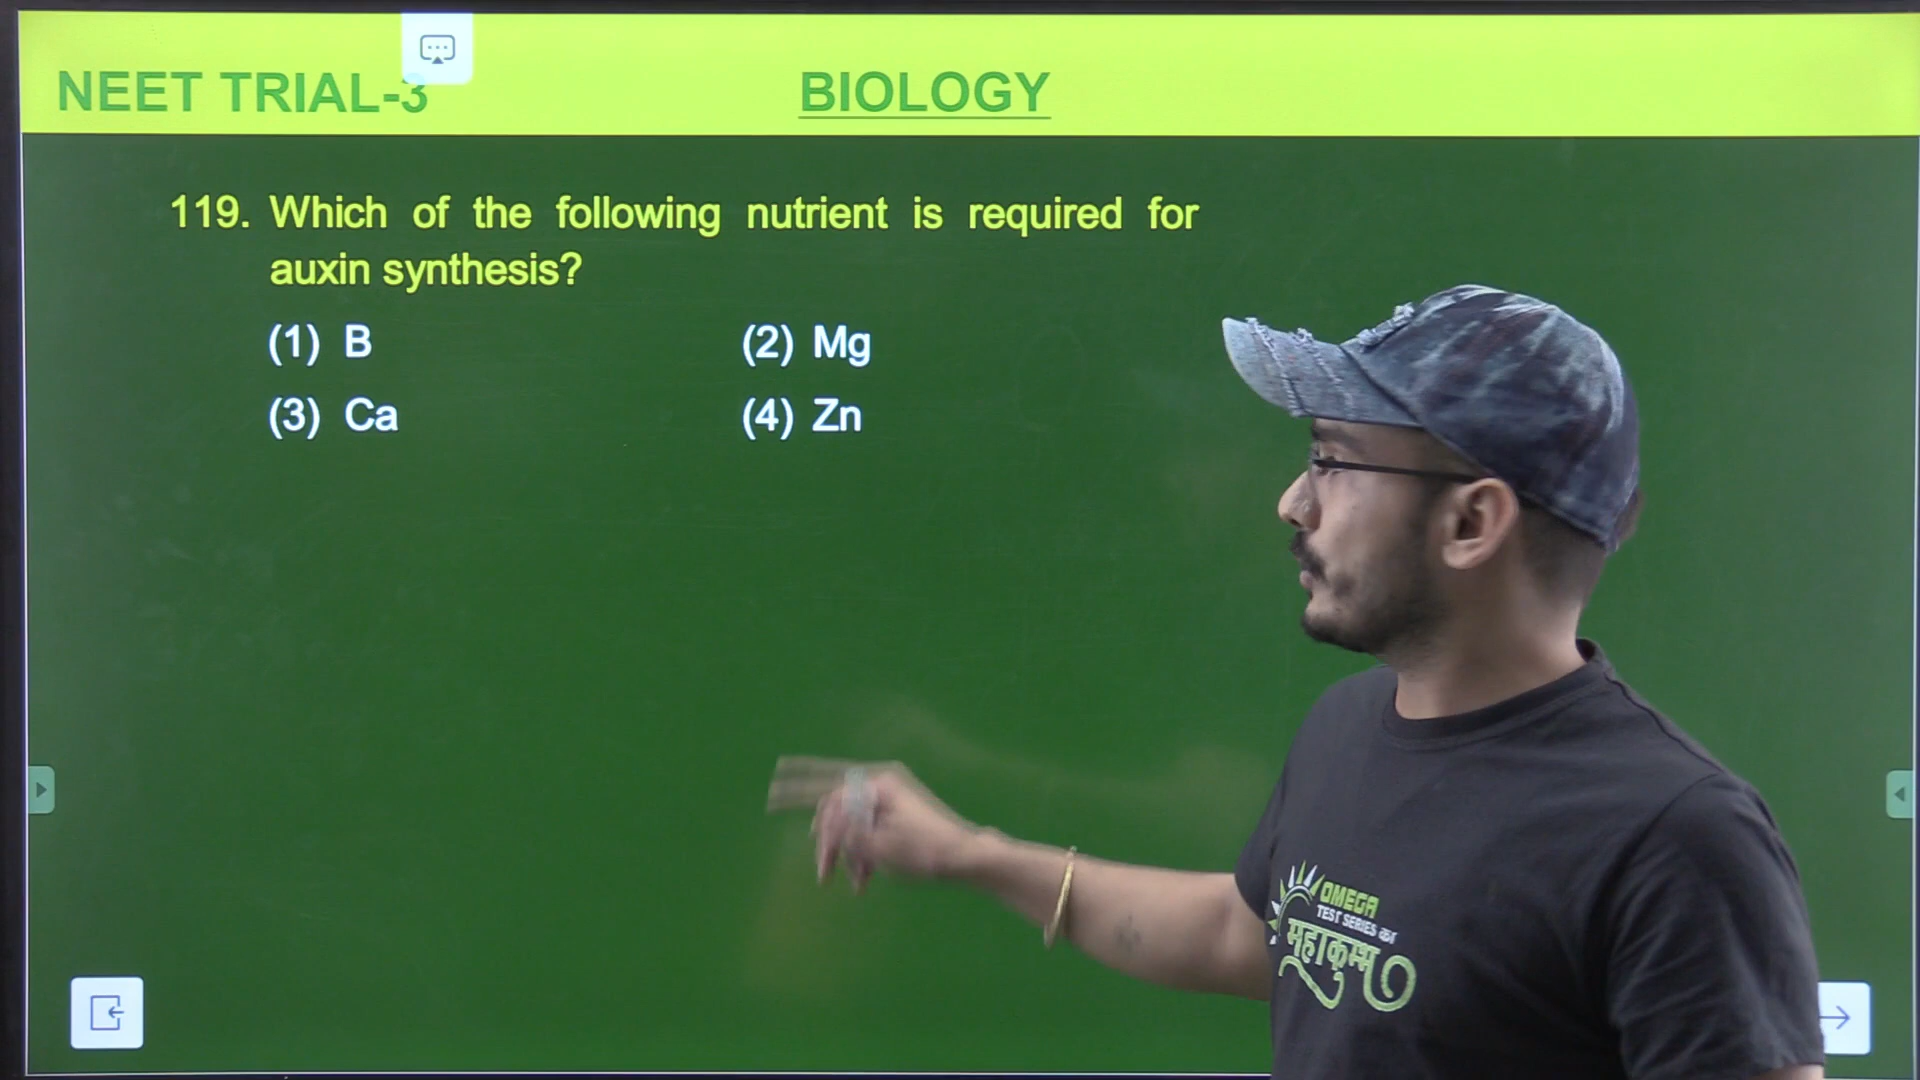 NEET TRIAL-3
BIOLOGY
119. Which of the following nutrient is required for
auxin synthesis?
(1) B
(2) Mg
(3) Ca
(4) Zn
OMEGA
TEST SERIES का
महाकुम्भ